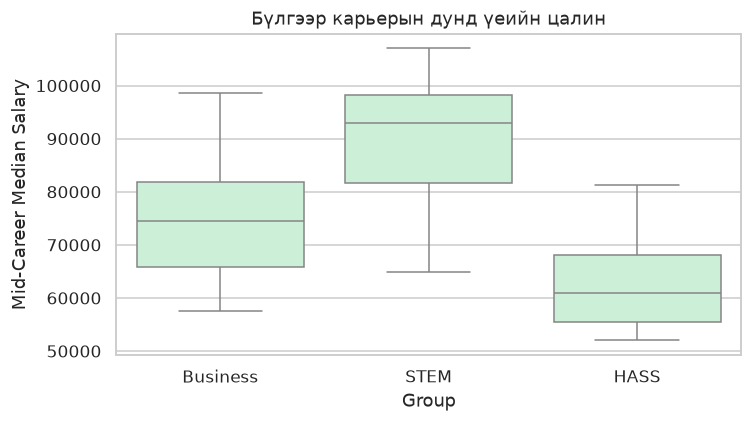 Бүлгээр карьерын дунд үеийн цалин
Mid-Career Median Salary
100000
90000
80000
70000
60000
50000
Business
STEM
HASS
Group